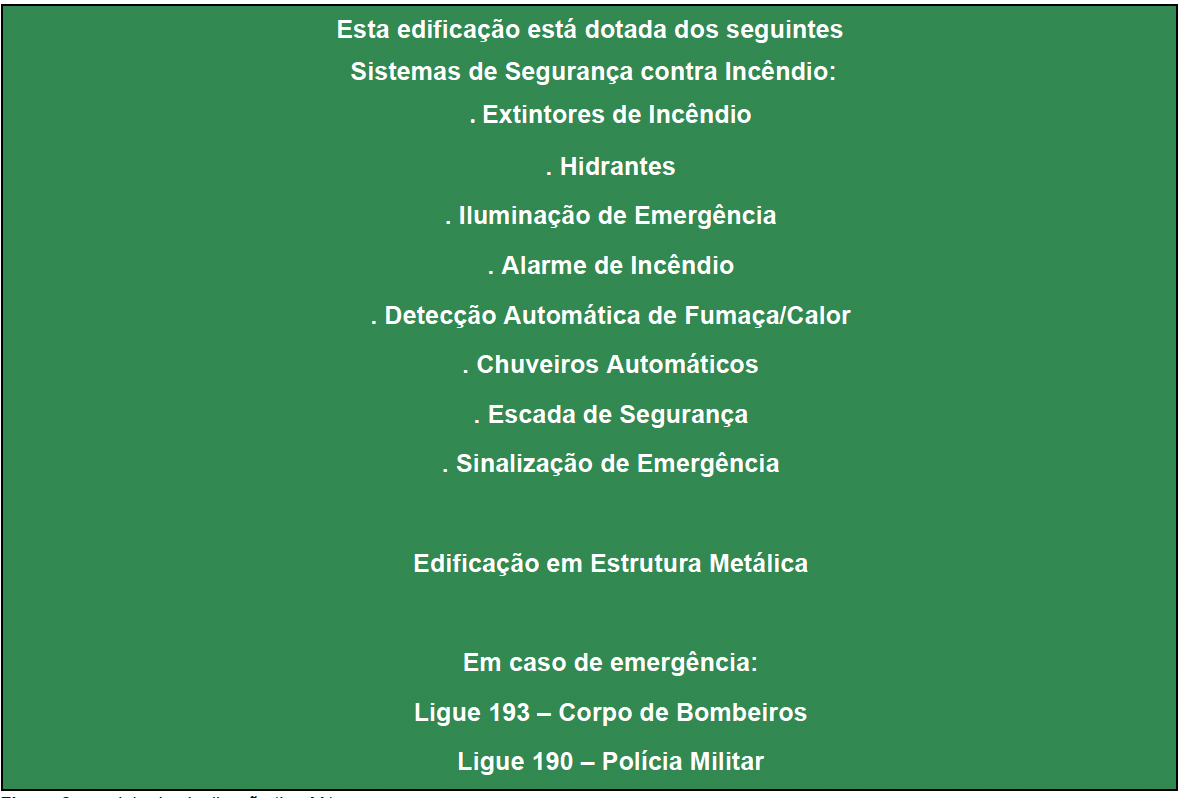 Esta edificação está dotada dos seguintes
Sistemas de Segurança contra Incêndio:
. Extintores de Incêndio
. Hidrantes
. Iluminação de Emergência
. Alarme de Incêndio
. Detecção Automática de Fumaça/Calor
. Chuveiros Automáticos
. Escada de Segurança
. Sinalização de Emergência
Edificação em Estrutura Metálica
Em caso de emergência:
Ligue 193 – Corpo de Bombeiros
Ligue 190 – Polícia Militar